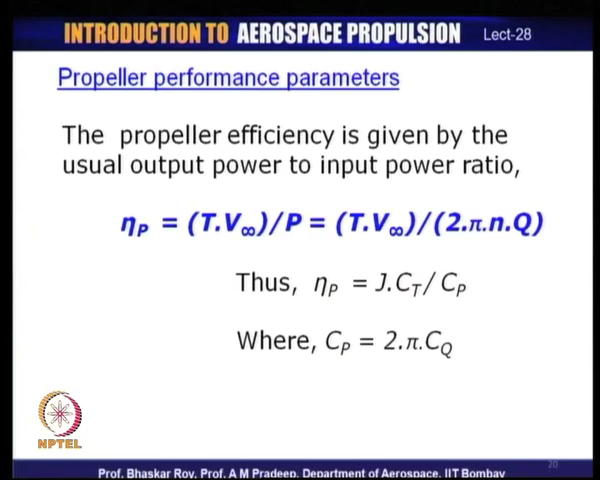 INTRODUCTION TO AEROSPACE PROPULSION Lect-28
Propeller performance parameters
The propeller efficiency is given by the
usual output power to input power ratio,
ηP = (T.V∞)/P = (T.V∞)/(2.π.n.Q)
Thus, ηP = J.CT/ CP
Where, CP = 2.π.CQ
NPTEL
20
Prof. Bhaskar Roy, Prof. A M Pradeep, Department of Aerospace, IIT Bombay